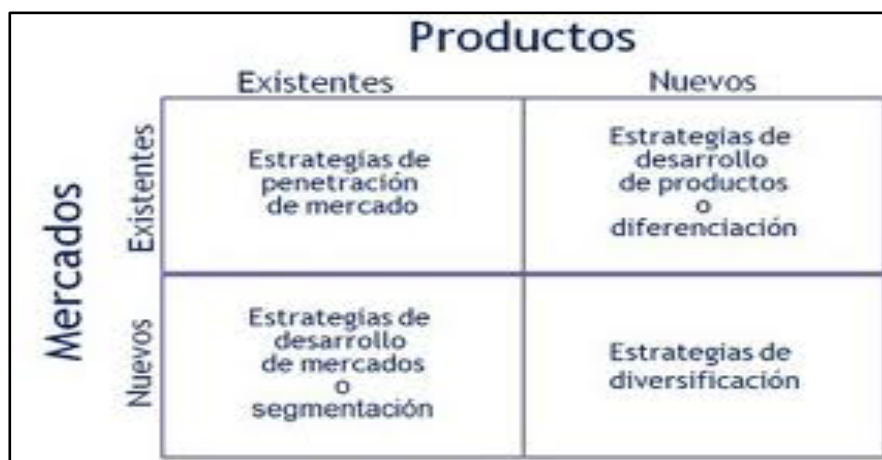 Productos
Existentes
Nuevos
Mercados
Existentes
Estrategias de
penetración
de mercado
Estrategias de
desarrollo
de productos
o
diferenciación
Nuevos
Estrategias de
desarrollo
de mercados
o
segmentación
Estrategias de
diversificación